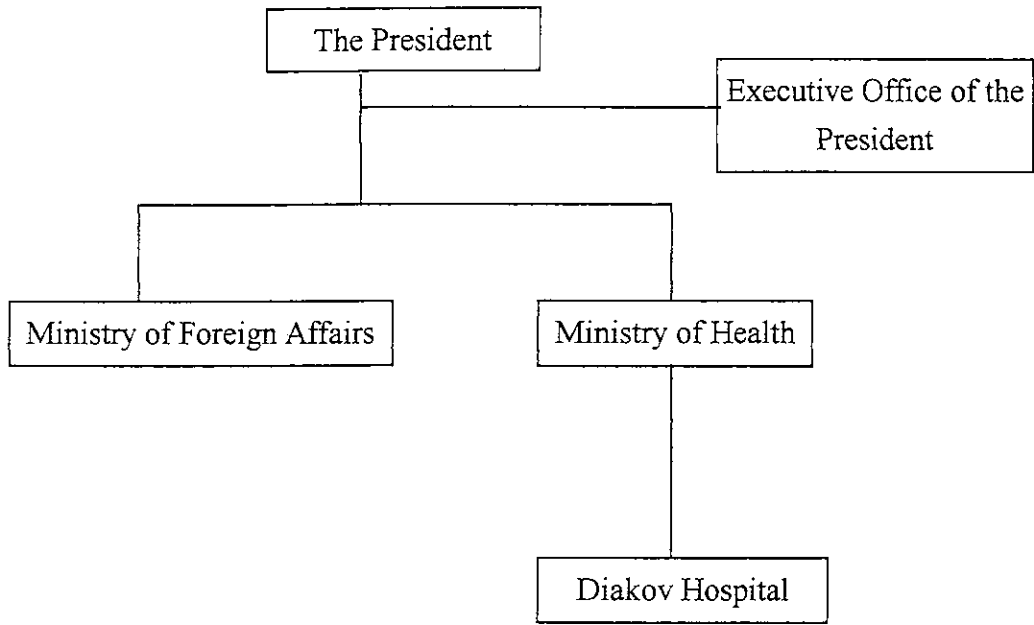 The President
Executive Office of the
President
Ministry of Foreign Affairs
Ministry of Health
Diakov Hospital